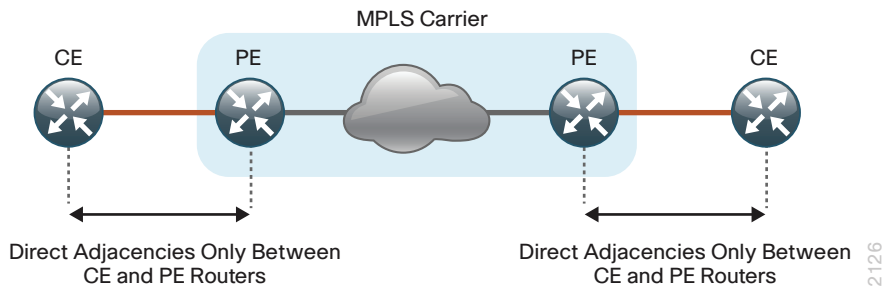 MPLS Carrier
CE
PE
PE
CE
Direct Adjacencies Only Between
CE and PE Routers
Direct Adjacencies Only Between
CE and PE Routers
2126